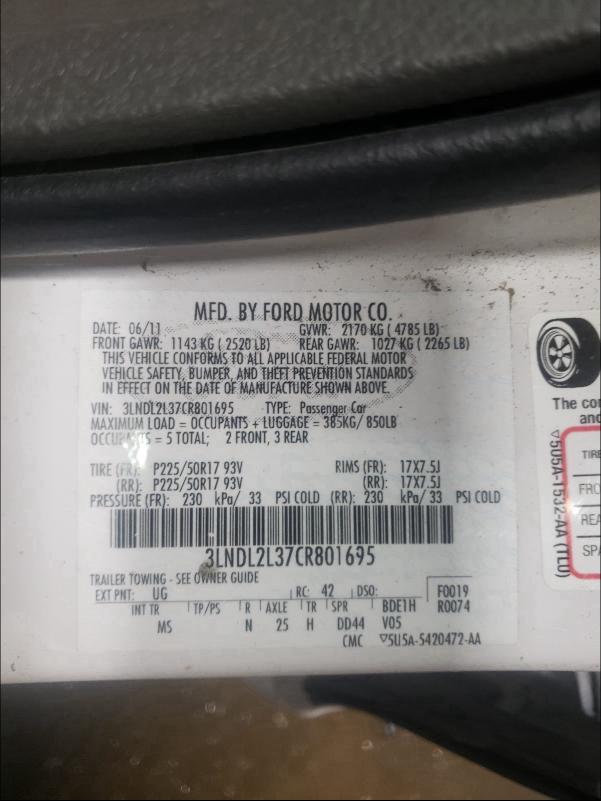 MFD. BY FORD MOTOR CO.
DATE: 06/11 GVWR: 2170 KG ( 4785 LB)
FRONT GAWR: 1143 KG ( 2520 LB) REAR GAWR: 1027 KG ( 2265 LB)
THIS VEHICLE CONFORMS TO ALL APPLICABLE FEDERAL MOTOR
VEHICLE SAFETY, BUMPER, AND THEFT PREVENTION STANDARDS
IN EFFECT ON THE DATE OF MANUFACTURE SHOWN ABOVE.
VIN: 3LNDL2L37CR801695 TYPE: Passenger Car
MAXIMUM LOAD = OCCUPANTS + LUGGAGE = 385KG/ 850LB
OCCUPANTS = 5 TOTAL; 2 FRONT, 3 REAR
TIRE (FR): P225/50R17 93V RIMS (FR): 17X7.5J
(RR): P225/50R17 93V (RR): 17X7.5J
PRESSURE (FR): 230 kPa/ 33 PSI COLD (RR): 230 kPa/ 33 PSI COLD
3LNDL2L37CR801695
TRAILER TOWING - SEE OWNER GUIDE
EXT PNT: UG RC: 42 DSO: F0019
INT TR TP/PS R AXLE TR SPR BDE1H R0074
MS N 25 H DD44 V05
CMC ▽5U5A-5420472-AA
The co
and
TIRE
FRO
REA
SPA
▽5U5A-1532-AA (TLU)